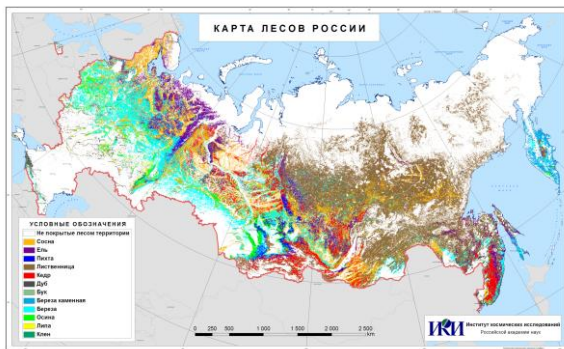 КАРТА ЛЕСОВ РОССИИ
УСЛОВНЫЕ ОБОЗНАЧЕНИЯ
Не покрытые лесом территории
Сосна
Ель
Пихта
Лиственница
Кедр
Дуб
Бук
Береза каменная
Береза
Осина
Липа
Клен
0 250 500 1 000 1 500 2 000 2 500
km
ИКИ Институт космических исследований
Российской академии наук